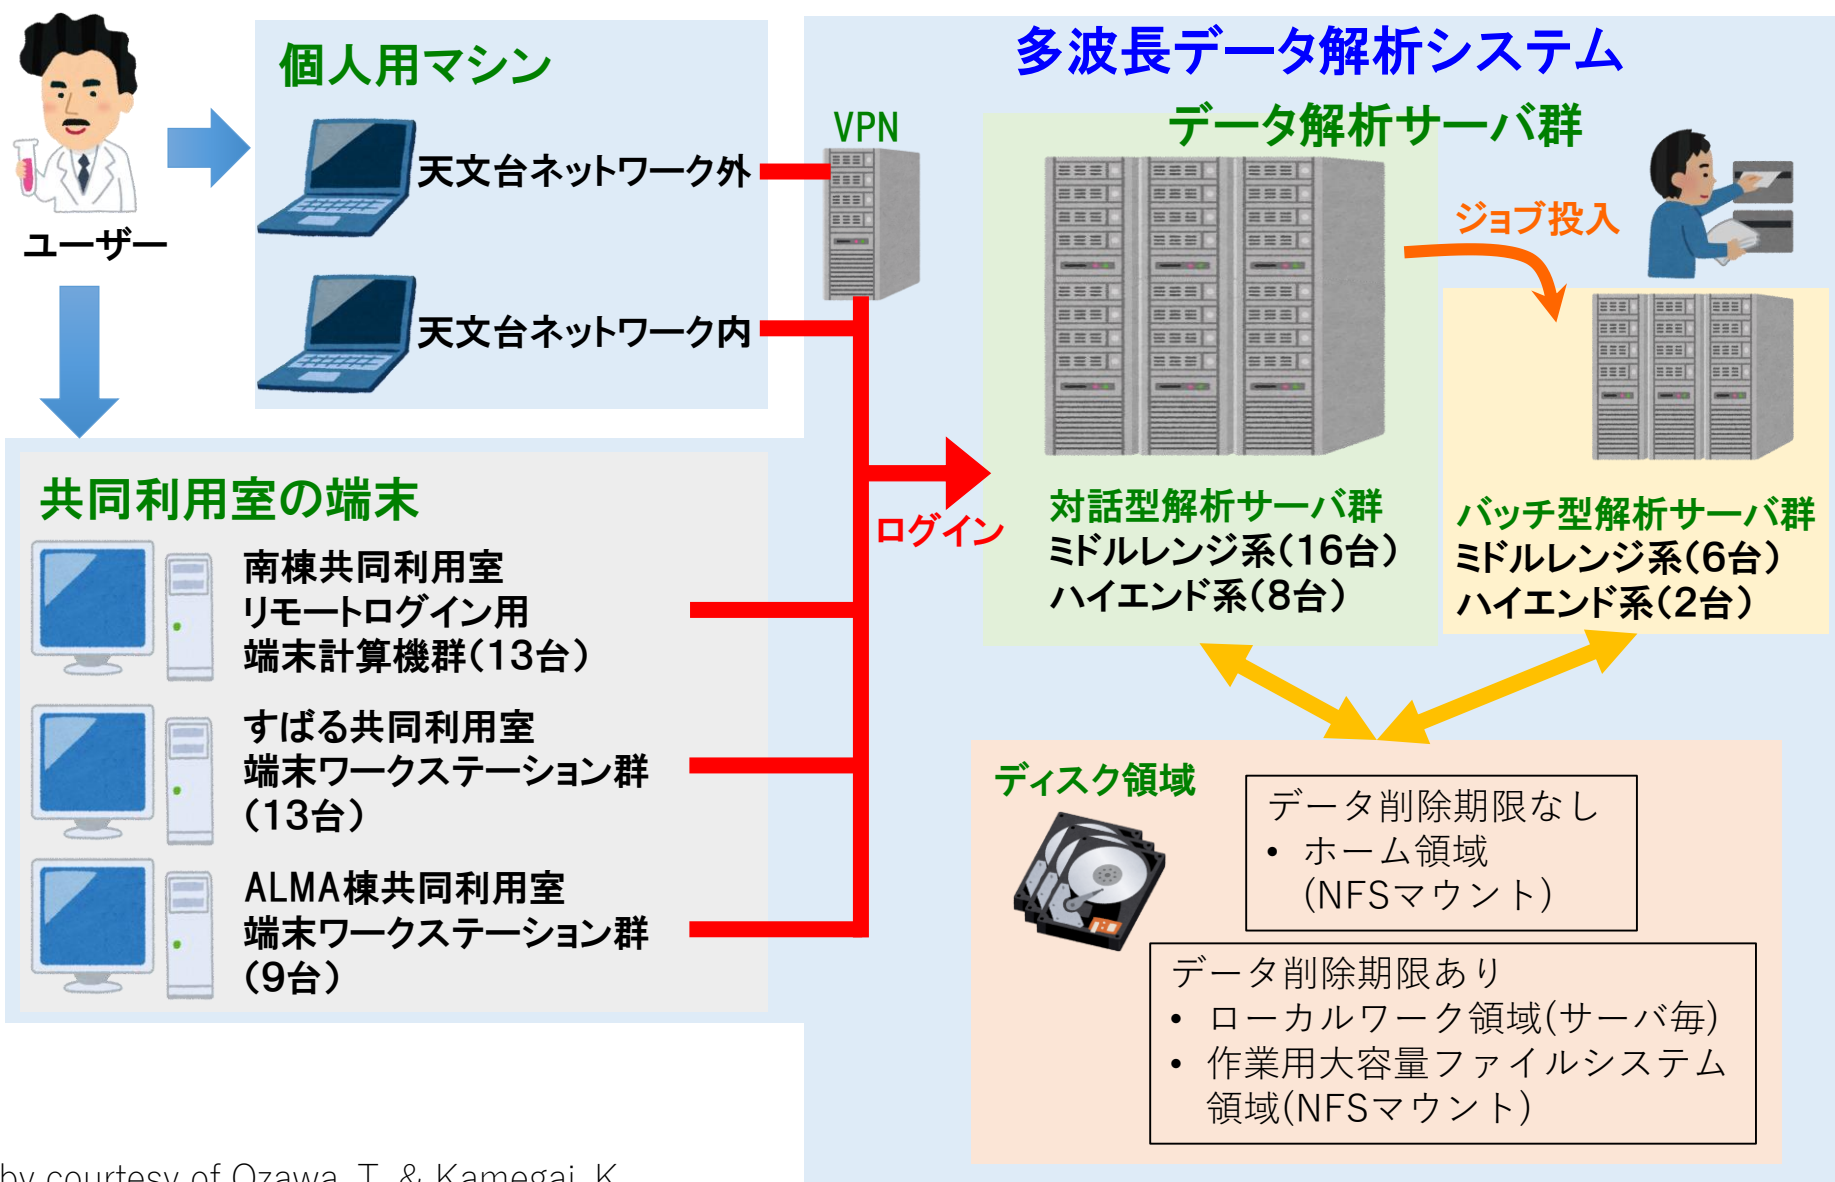 多波長データ解析システム
個人用マシン
天文台ネットワーク外
天文台ネットワーク内
ユーザー
VPN
データ解析サーバ群
ジョブ投入
ログイン
対話型解析サーバ群
ミドルレンジ系(16台)
ハイエンド系(8台)
バッチ型解析サーバ群
ミドルレンジ系(6台)
ハイエンド系(2台)
共同利用室の端末
南棟共同利用室
リモートログイン用
端末計算機群(13台)
すばる共同利用室
端末ワークステーション群
(13台)
ALMA棟共同利用室
端末ワークステーション群
(9台)
ディスク領域
データ削除期限なし
• ホーム領域
(NFSマウント)
データ削除期限あり
• ローカルワーク領域(サーバ毎)
• 作業用大容量ファイルシステム
領域(NFSマウント)
by courtesy of Ozawa, T. & Kamegai, K.